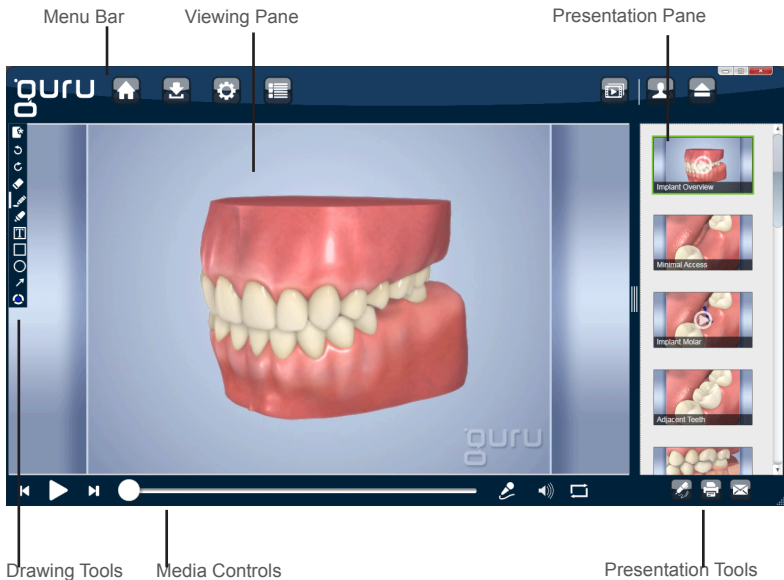 Menu Bar
Viewing Pane
Presentation Pane
guru
Implant Overview
Minimal Access
T
Implant Molar
Adjacent Teeth
guru
Drawing Tools
Media Controls
Presentation Tools